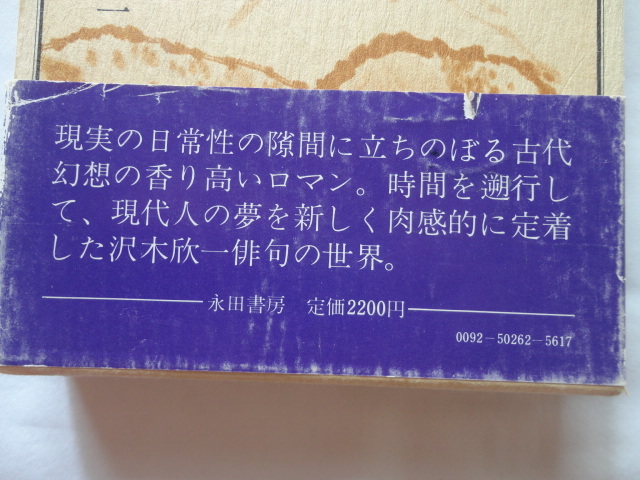 一
現実の日常性の隙間に立ちのぼる古代
幻想の香り高いロマン。時間を遡行し
て、現代人の夢を新しく肉感的に定着
した沢木欣一俳句の世界。
永田書房 定価2200円
0092-50262-5617